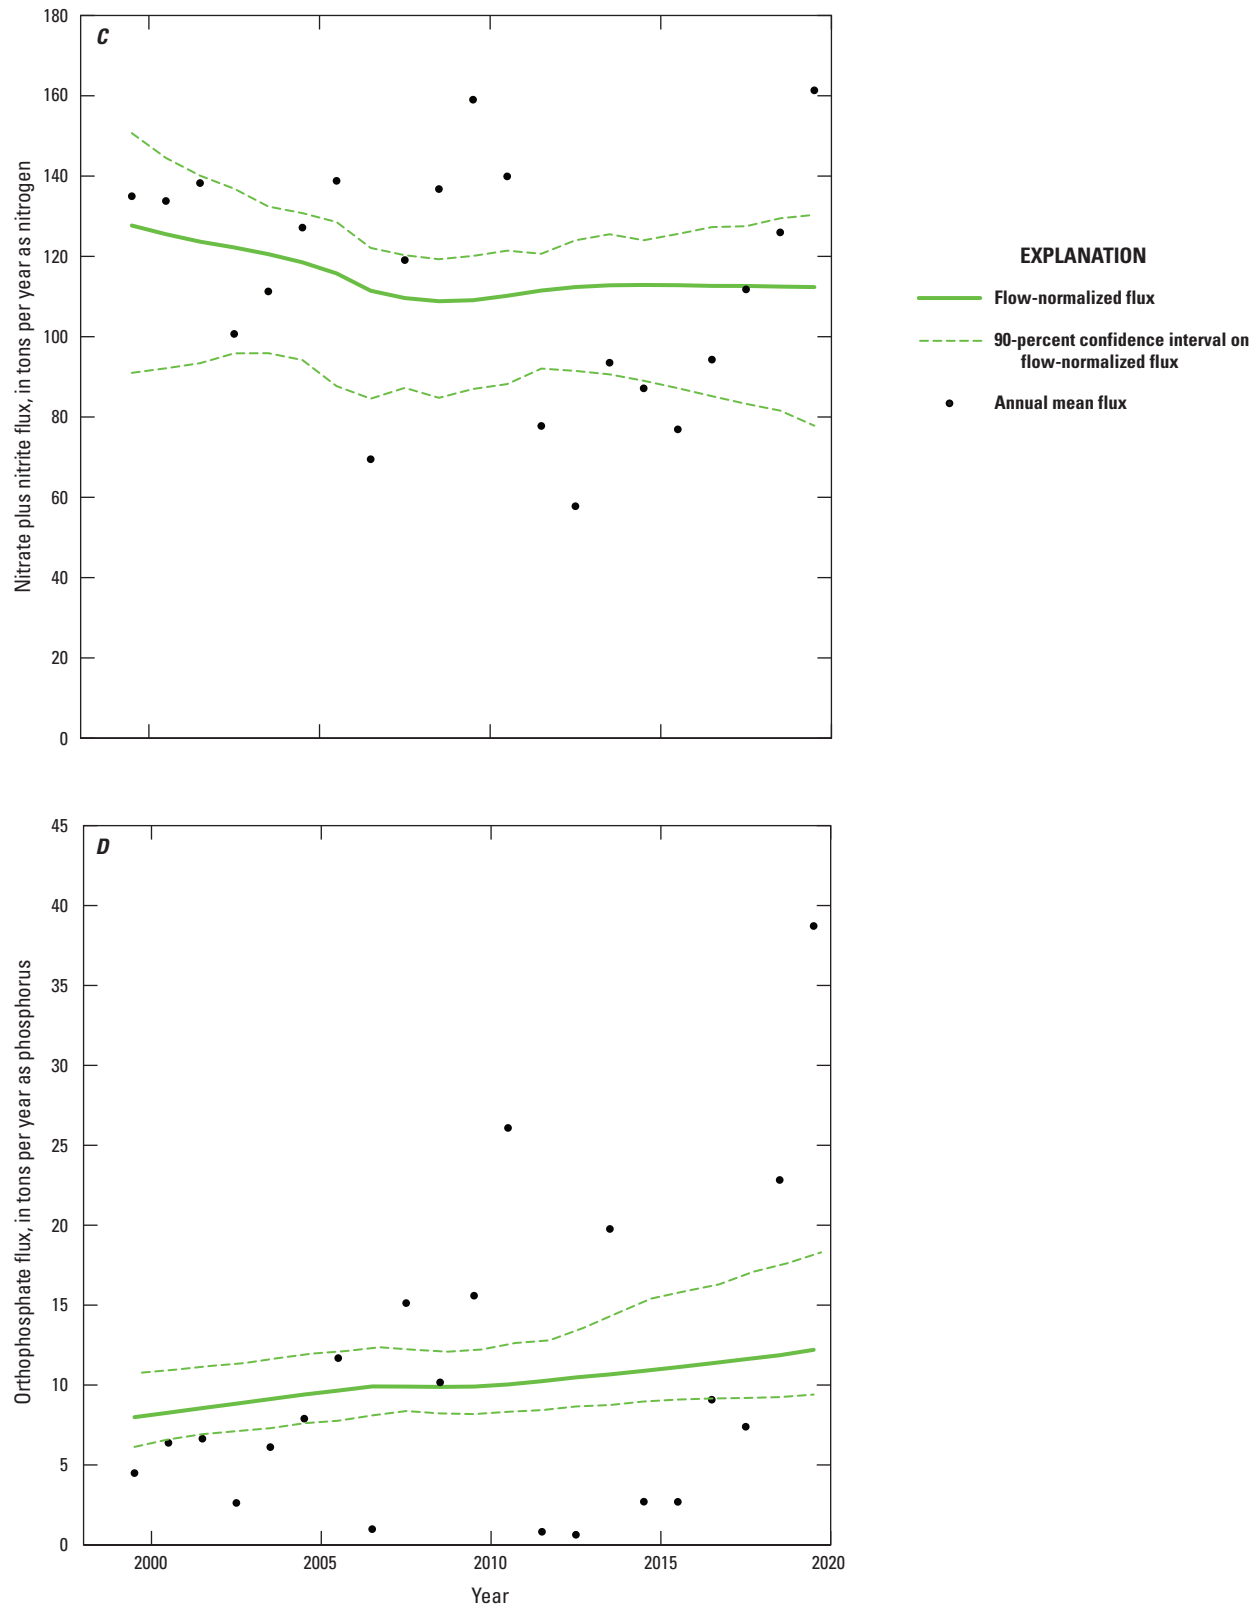 C
180
160
140
120
100
80
60
40
20
0
Nitrate plus nitrite flux, in tons per year as nitrogen
EXPLANATION
Flow-normalized flux
90-percent confidence interval on
flow-normalized flux
Annual mean flux
D
45
40
35
30
25
20
15
10
5
0
Orthophosphate flux, in tons per year as phosphorus
2000 2005 2010 2015 2020
Year